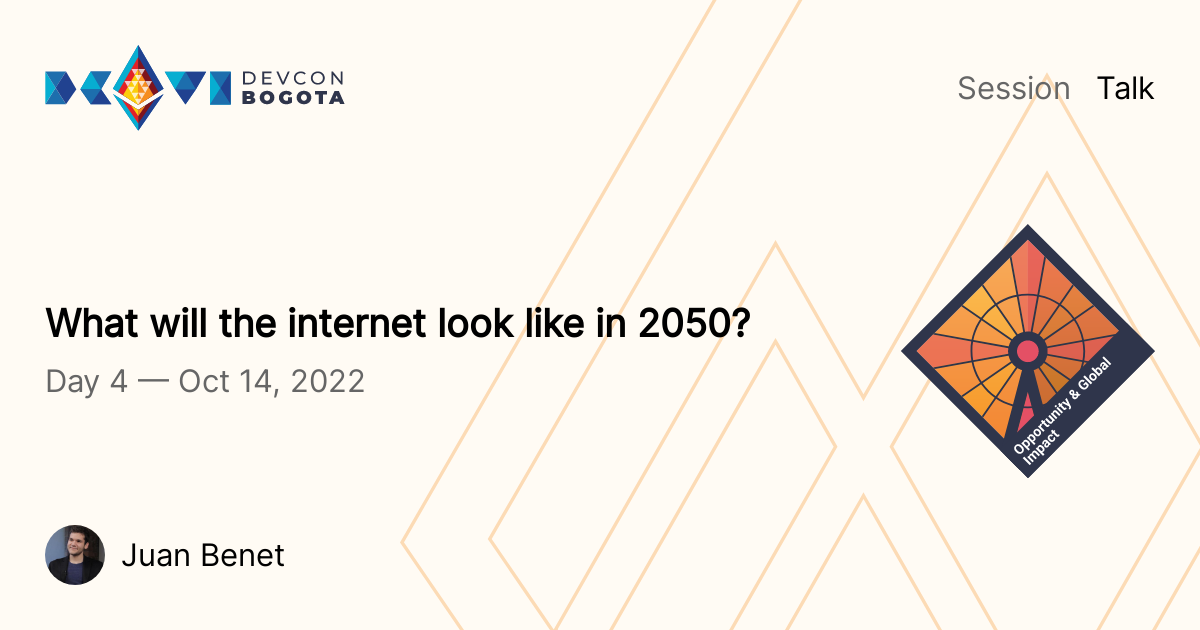 DEVCON
BOGOTA
Session Talk
What will the internet look like in 2050?
Day 4 — Oct 14, 2022
Opportunity & Global
Impact
Juan Benet